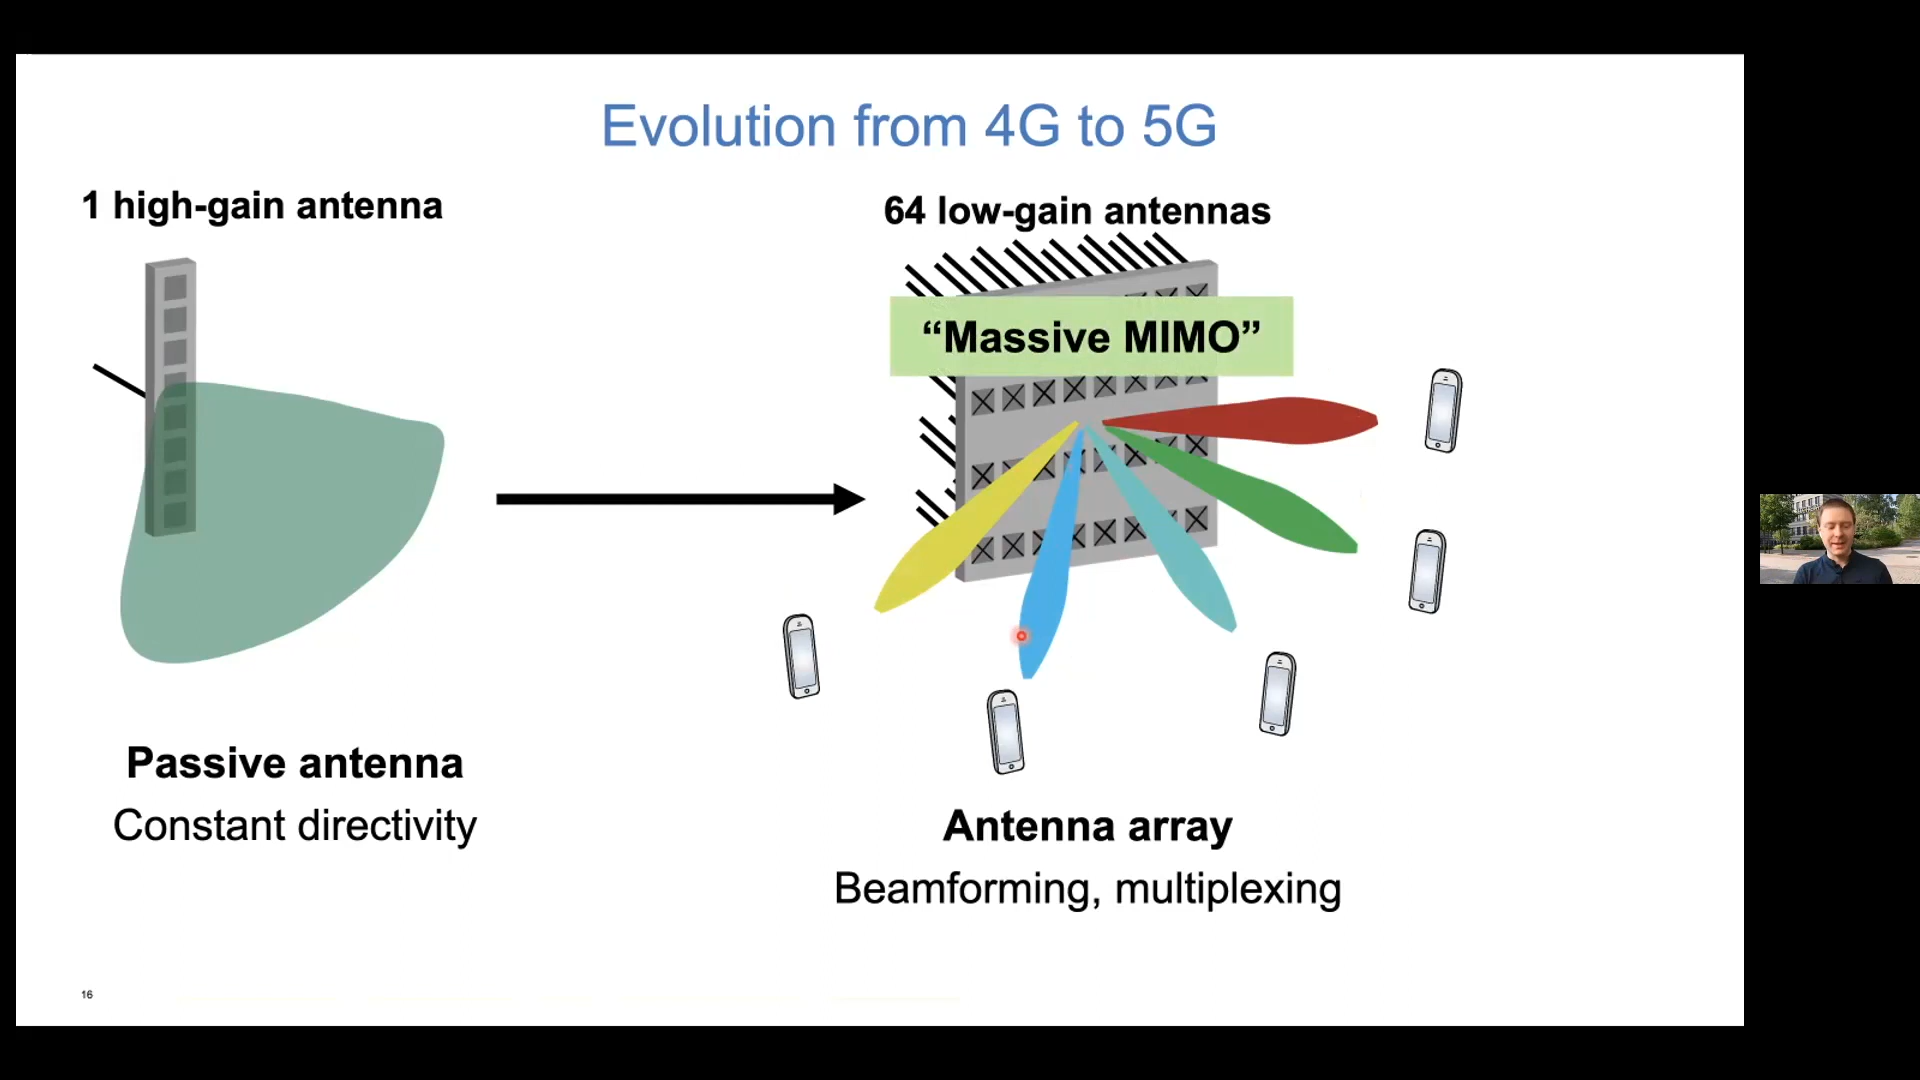 Evolution from 4G to 5G
1 high-gain antenna
64 low-gain antennas
“Massive MIMO”
Passive antenna
Constant directivity
Antenna array
Beamforming, multiplexing
16